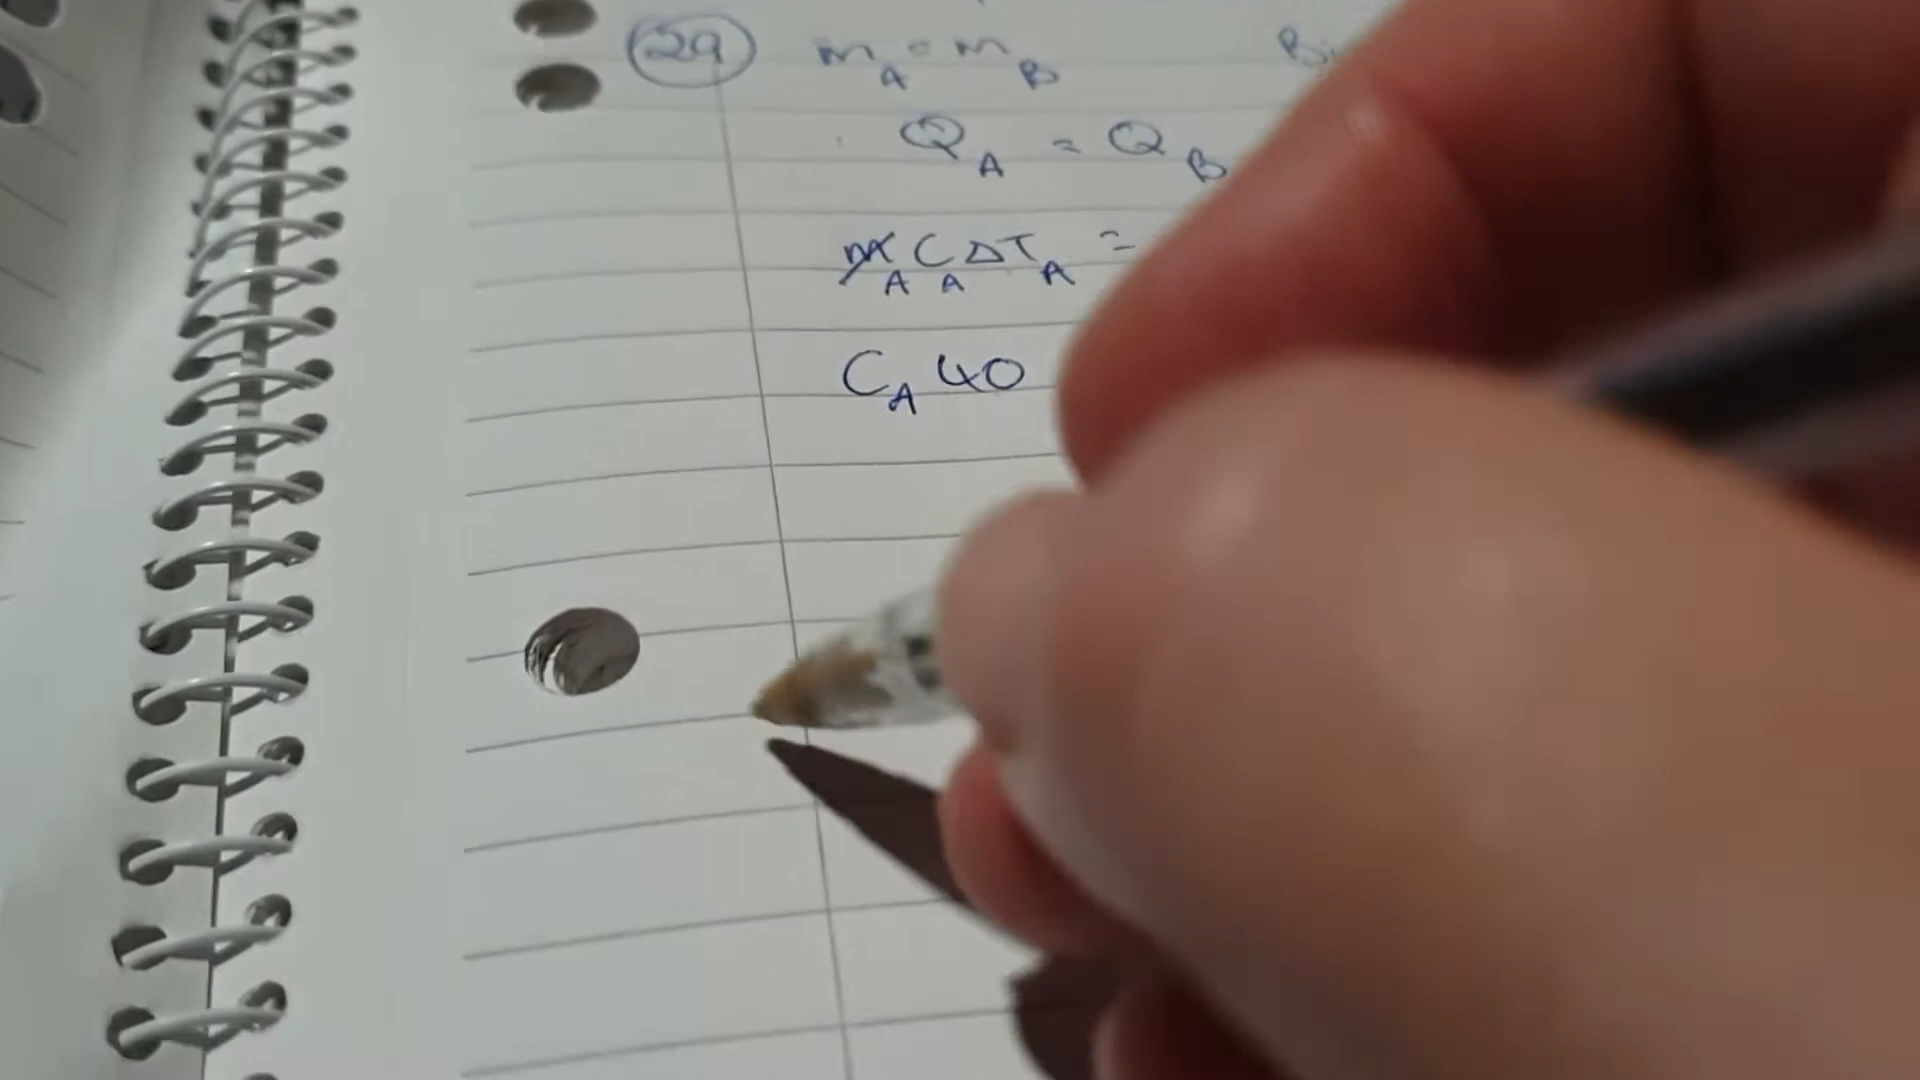 29 m_A = m_B
Q_A = Q_B
m_A C_A ΔT_A =
C_A 40